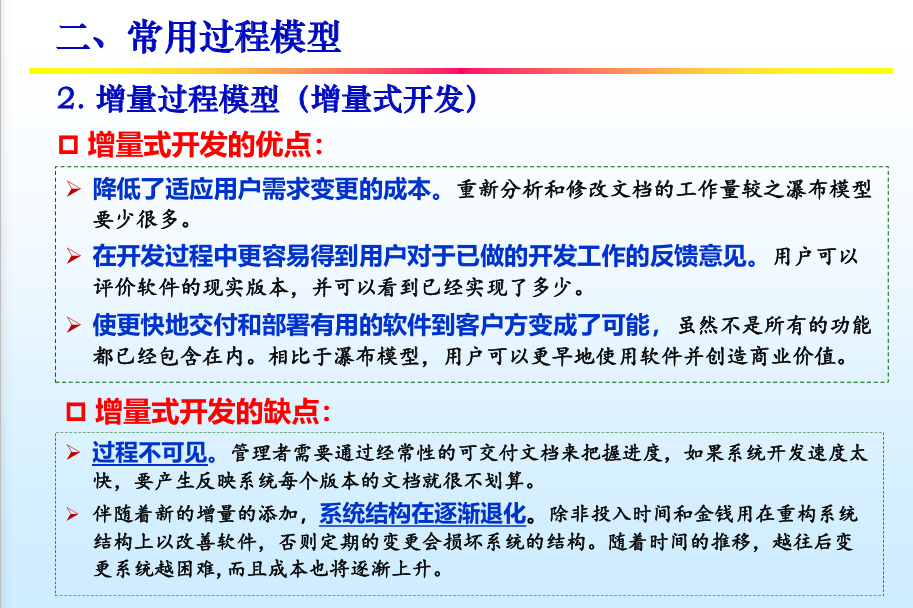 二、常用过程模型
2. 增量过程模型（增量式开发）
增量式开发的优点：
降低了适应用户需求变更的成本。重新分析和修改文档的工作量较之瀑布模型
要少很多。
在开发过程中更容易得到用户对于已做的开发工作的反馈意见。用户可以
评价软件的现实版本，并可以看到已经实现了多少。
使更快地交付和部署有用的软件到客户方变成了可能，虽然不是所有的功能
都已经包含在内。相比于瀑布模型，用户可以更早地使用软件并创造商业价值。
增量式开发的缺点：
过程不可见。管理者需要通过经常性的可交付文档来把握进度，如果系统开发速度太
快，要产生反映系统每个版本的文档就很不划算。
伴随着新的增量的添加，系统结构在逐渐退化。除非投入时间和金钱用在重构系统
结构上以改善软件，否则定期的变更会损坏系统的结构。随着时间的推移，越往后变
更系统越困难,而且成本也将逐渐上升。